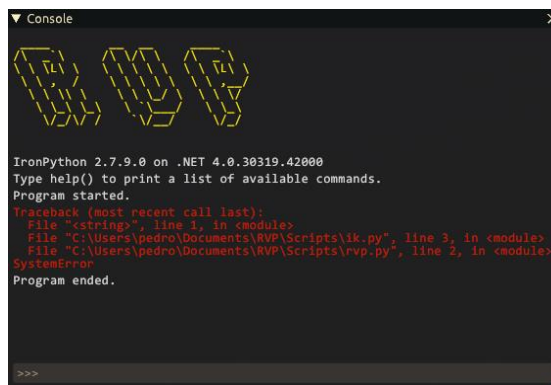 Console
RVP
IronPython 2.7.9.0 on .NET 4.0.30319.42000
Type help() to print a list of available commands.
Program started.
Traceback (most recent call last):
  File "<string>", line 1, in <module>
  File "C:\Users\pedro\Documents\RVP\Scripts\ik.py", line 3, in <module>
  File "C:\Users\pedro\Documents\RVP\Scripts\rvp.py", line 2, in <module>
SystemError
Program ended.
>>>